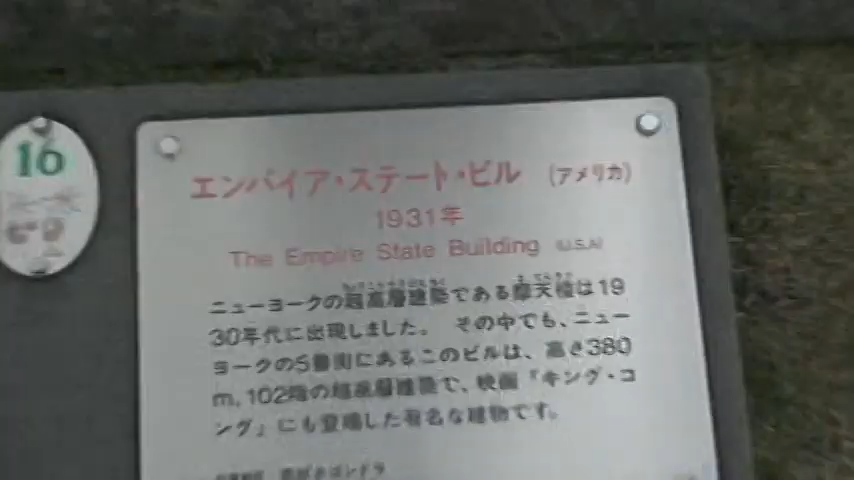 16
エンパイア・ステート・ビル (アメリカ)
1931年
The Empire State Building (U.S.A)
ニューヨークの超高層建築である摩天楼は19
30年代に出現しました。 その中でも、ニュー
ヨークの5番街にあるこのビルは、高さ380
m,102階の超高層建築で、映画『キング・コ
ング』にも登場した有名な建物です。